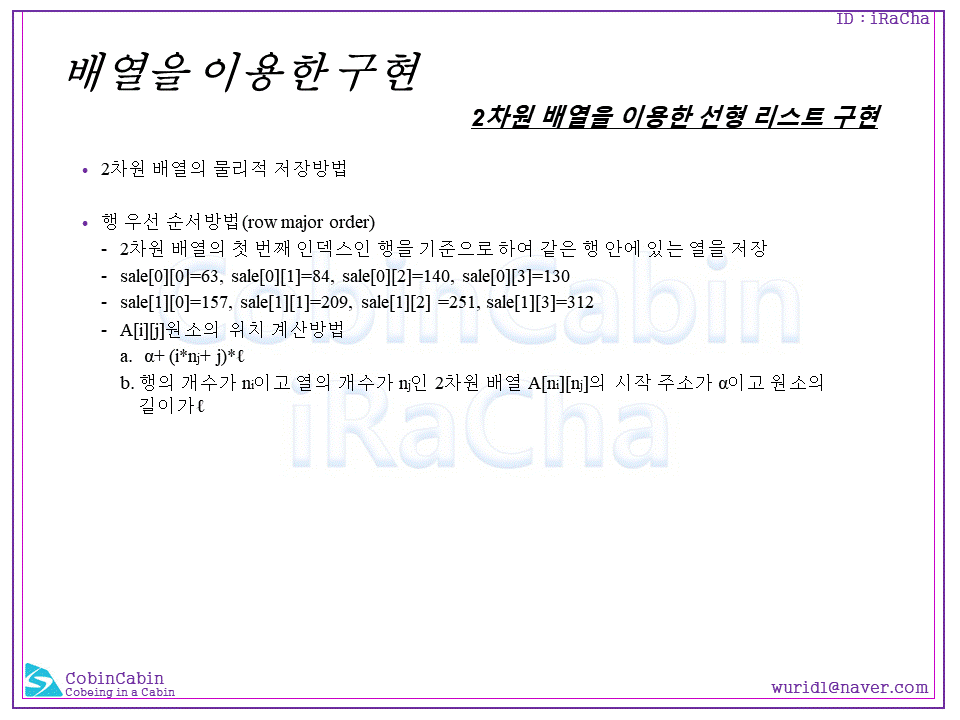 ID : iRaCha
배열을 이용한 구현
2차원 배열을 이용한 선형 리스트 구현
• 2차원 배열의 물리적 저장방법
• 행 우선 순서방법(row major order)
- 2차원 배열의 첫 번째 인덱스인 행을 기준으로 하여 같은 행 안에 있는 열을 저장
- sale[0][0]=63, sale[0][1]=84, sale[0][2]=140, sale[0][3]=130
- sale[1][0]=157, sale[1][1]=209, sale[1][2] =251, sale[1][3]=312
- A[i][j]원소의 위치 계산방법
a. α+ (i*nj+ j)*ℓ
b. 행의 개수가 ni이고 열의 개수가 nj인 2차원 배열 A[ni][nj]의 시작 주소가 α이고 원소의
길이가 ℓ
CobinCabin
iRaCha
CobinCabin
Cobeing in a Cabin
wurid1@naver.com